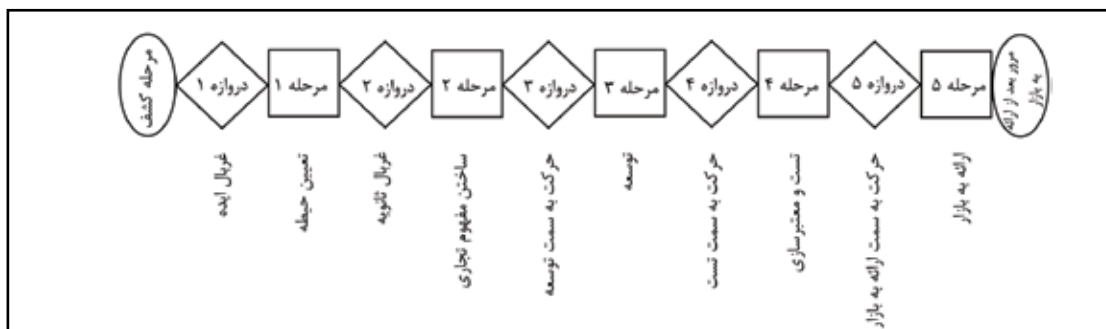 مرحله کشف
دروازه ۱
مرحله ۱
دروازه ۲
مرحله ۲
دروازه ۳
مرحله ۳
دروازه ۴
مرحله ۴
دروازه ۵
مرحله ۵
مرور بعد از ارائه
به بازار
غربال ایده
تعیین حیطه
غربال ثانویه
ساختن مفهوم تجاری
حرکت به سمت توسعه
توسعه
حرکت به سمت تست
تست و معتبرسازی
حرکت به سمت ارائه به بازار
ارائه به بازار